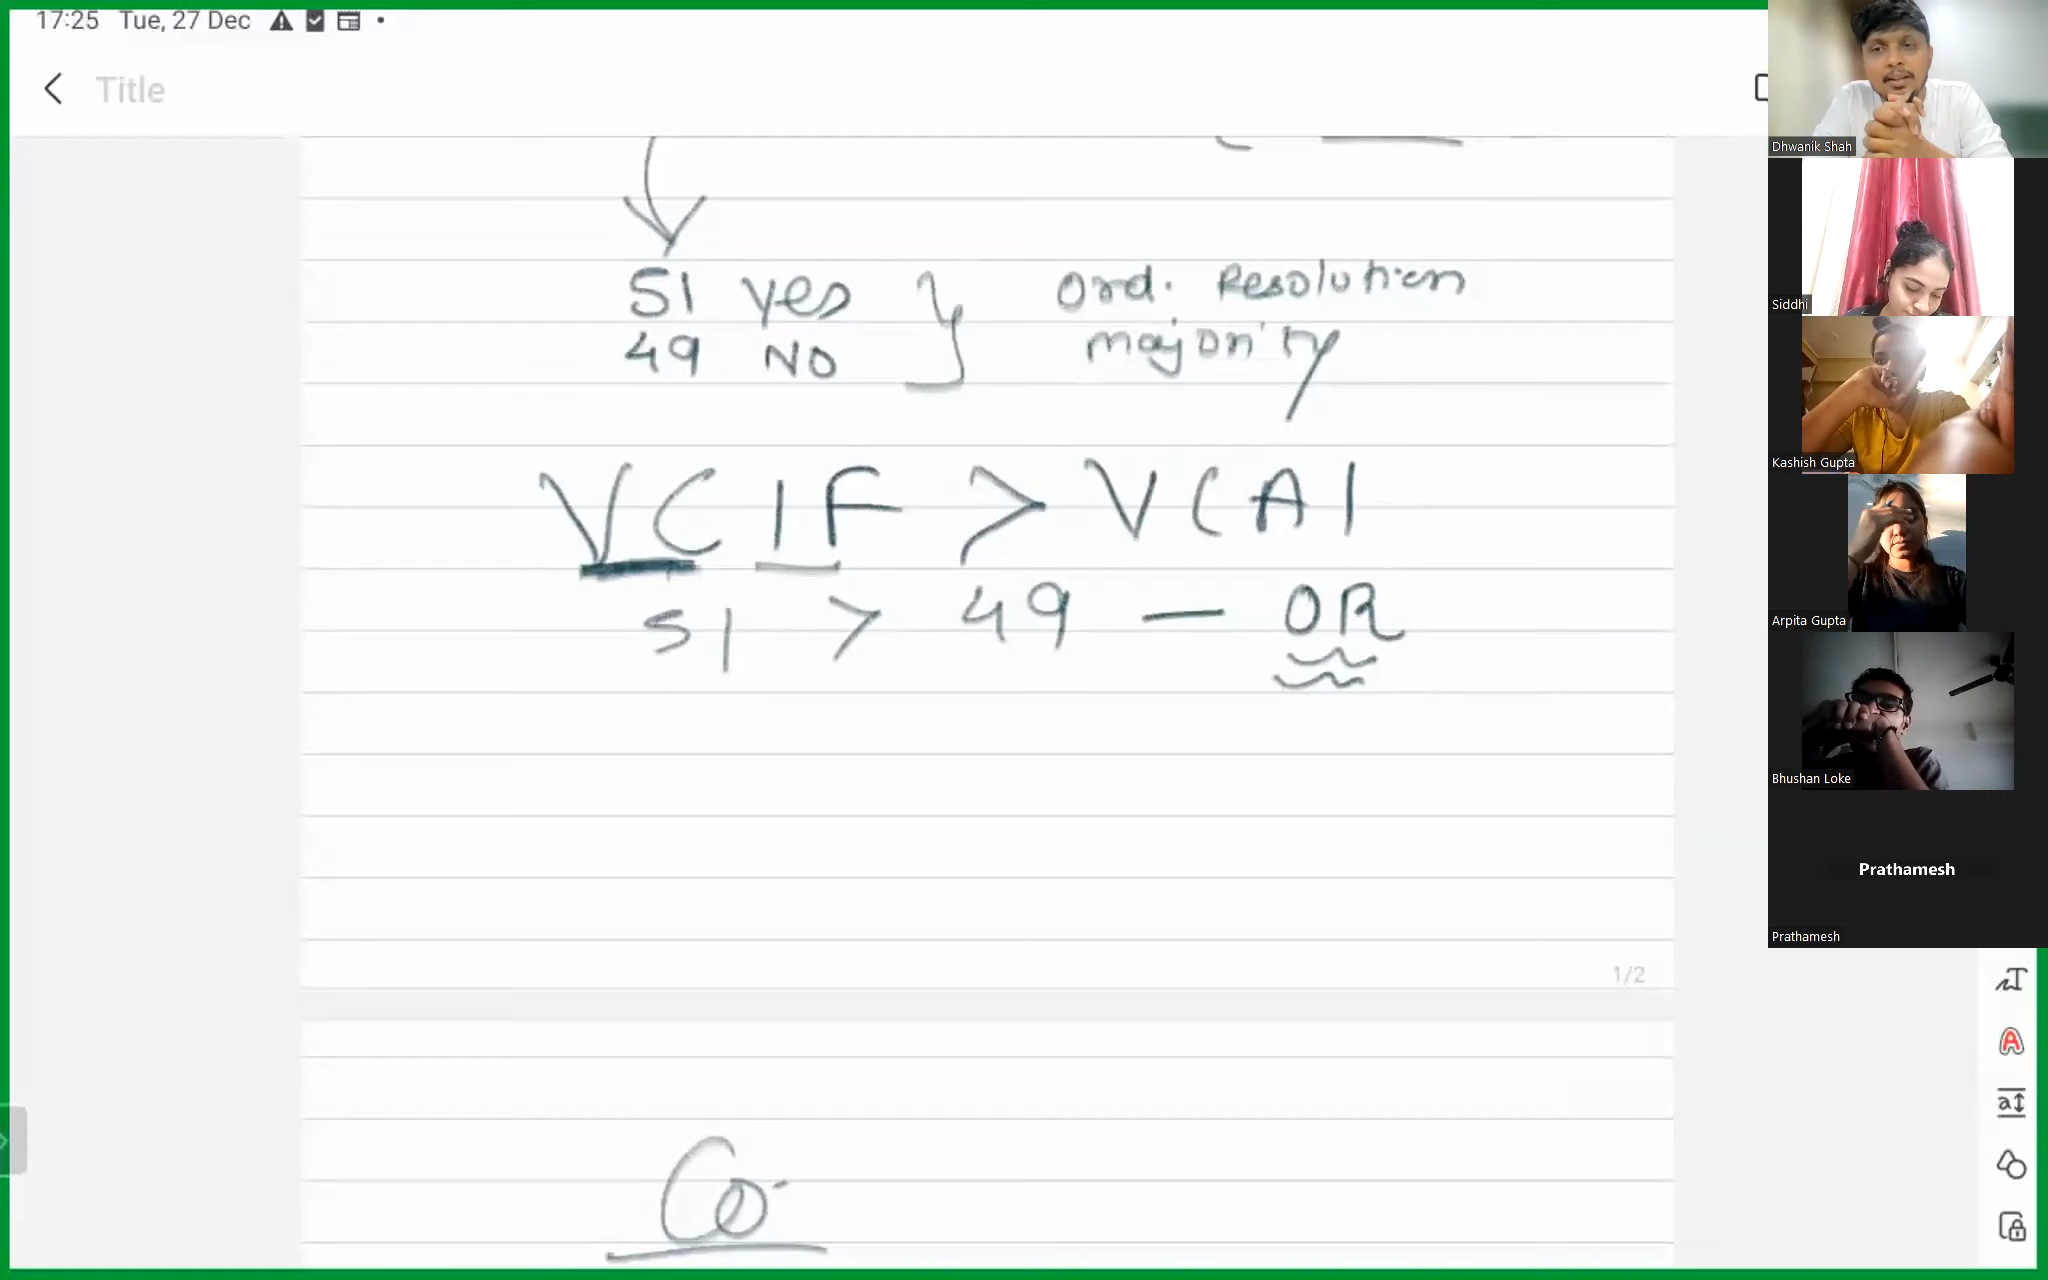 17:25 Tue, 27 Dec
Title
51 yes
49 NO
Ord. Resolution
majority
VCIF > VCAI
51 > 49 — OR
1/2
Co.
Dhwanik Shah
Siddhi
Kashish Gupta
Arpita Gupta
Bhushan Loke
Prathamesh
Prathamesh